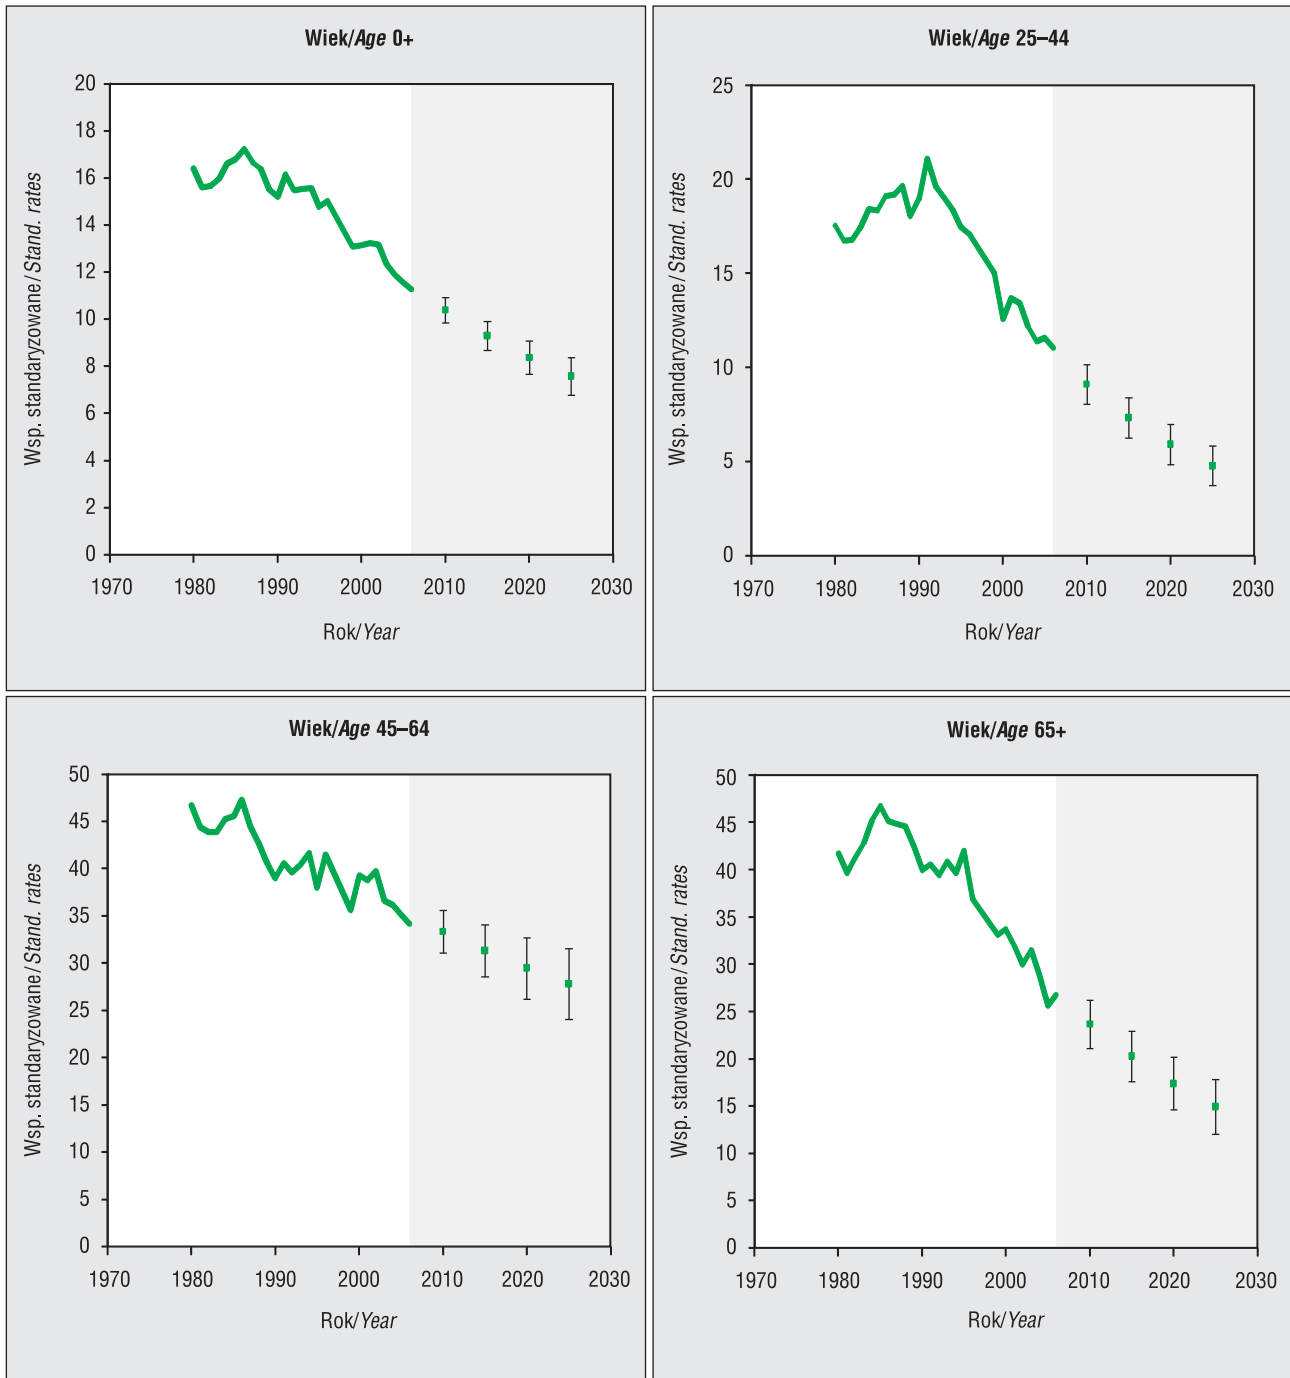 Wiek/Age 0+
Wsp. standaryzowane/Stand. rates
20
18
16
14
12
10
8
6
4
2
0
1970 1980 1990 2000 2010 2020 2030
Rok/Year
Wiek/Age 25–44
Wsp. standaryzowane/Stand. rates
25
20
15
10
5
0
1970 1980 1990 2000 2010 2020 2030
Rok/Year
Wiek/Age 45–64
Wsp. standaryzowane/Stand. rates
50
45
40
35
30
25
20
15
10
5
0
1970 1980 1990 2000 2010 2020 2030
Rok/Year
Wiek/Age 65+
Wsp. standaryzowane/Stand. rates
50
45
40
35
30
25
20
15
10
5
0
1970 1980 1990 2000 2010 2020 2030
Rok/Year